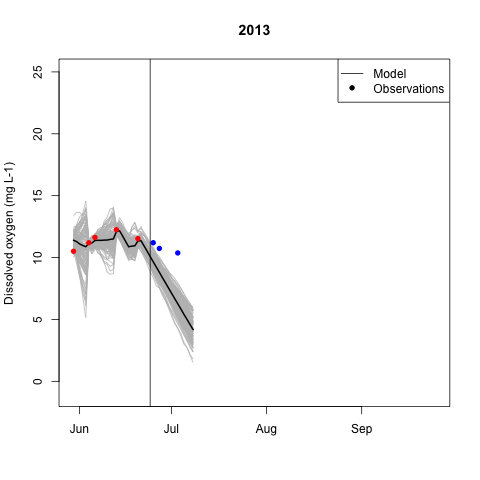 2013
Model
Observations
Dissolved oxygen (mg L-1)
25
20
15
10
5
0
Jun
Jul
Aug
Sep